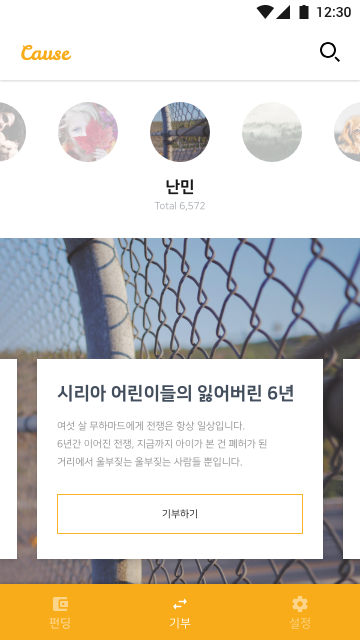 12:30
Cause
난민
Total 6,572
시리아 어린이들의 잃어버린 6년
여섯 살 무하마드에게 전쟁은 항상 일상입니다.
6년간 이어진 전쟁, 지금까지 아이가 본 건 폐허가 된
거리에서 울부짖는 울부짖는 사람들 뿐입니다.
기부하기
펀딩
기부
설정